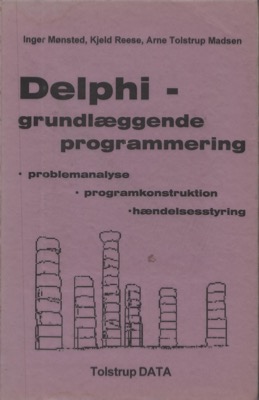 Inger Mønsted, Kjeld Reese, Arne Tolstrup Madsen
Delphi -
grundlæggende
programmering
• problemanalyse
• programkonstruktion
•hændelsesstyring
Tolstrup DATA